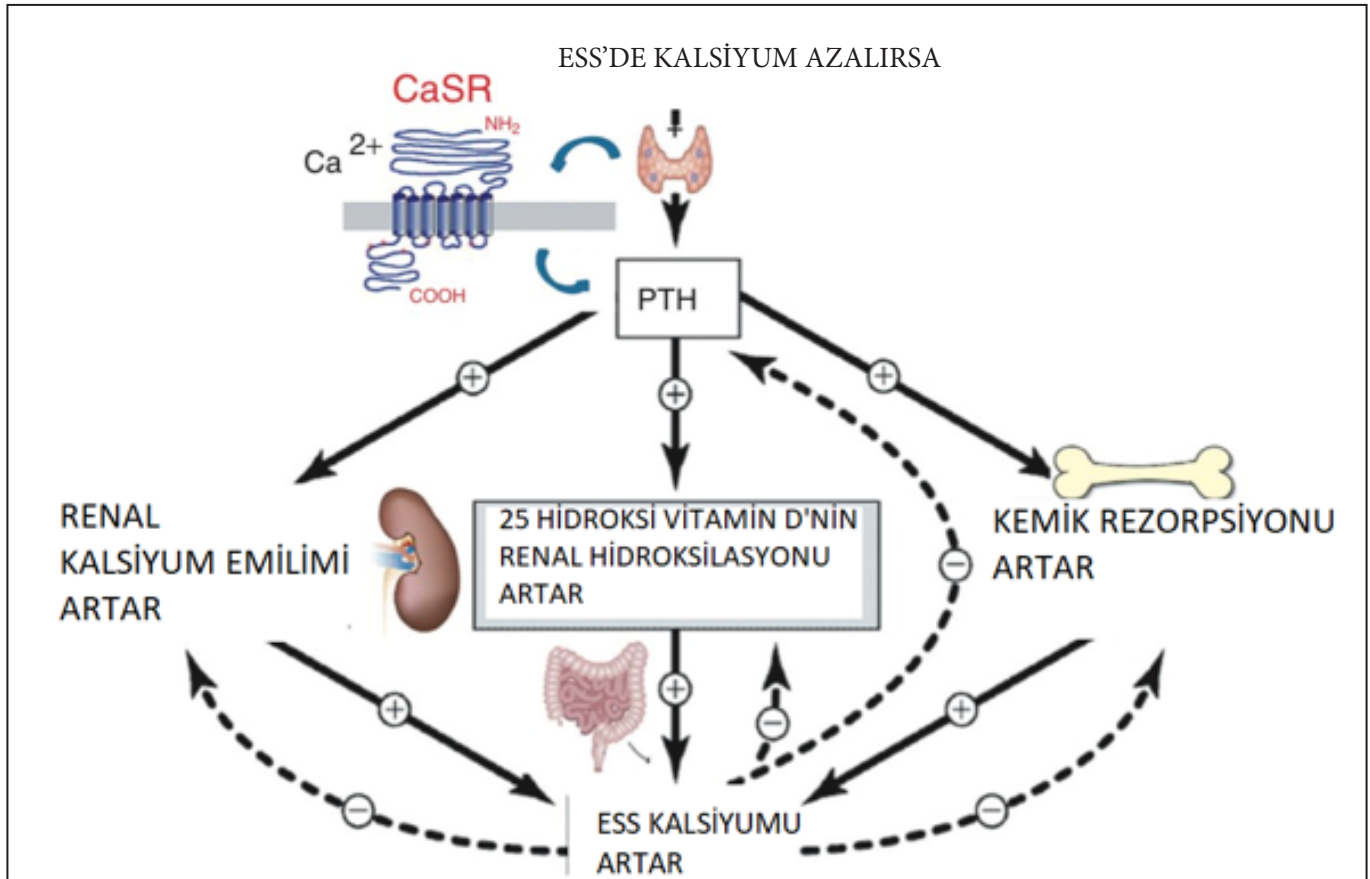 ESS’DE KALSİYUM AZALIRSA
CaSR
NH2
Ca 2+
+
COOH
PTH
+
+
+
RENAL
KALSİYUM EMİLİMİ
ARTAR
25 HİDROKSİ VİTAMİN D'NİN
RENAL HİDROKSİLASYONU
ARTAR
KEMİK REZORPSİYONU
ARTAR
−
+
+
+
−
−
−
ESS KALSİYUMU
ARTAR